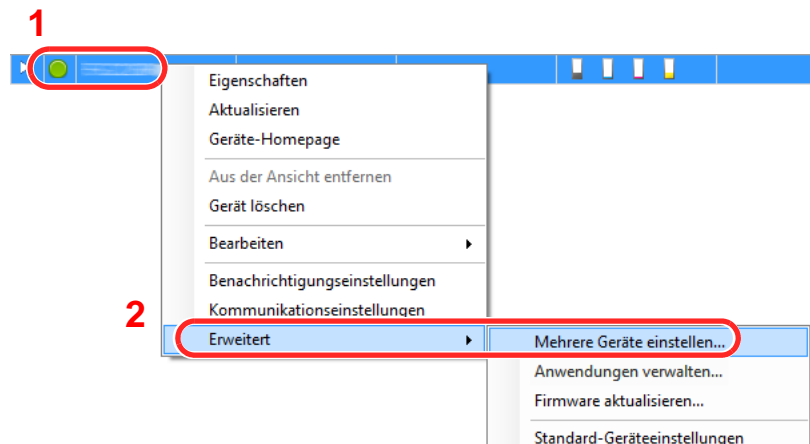 1
Eigenschaften
Aktualisieren
Geräte-Homepage
Aus der Ansicht entfernen
Gerät löschen
Bearbeiten
Benachrichtigungseinstellungen
Kommunikationseinstellungen
2
Erweitert
Mehrere Geräte einstellen...
Anwendungen verwalten...
Firmware aktualisieren...
Standard-Geräteeinstellungen